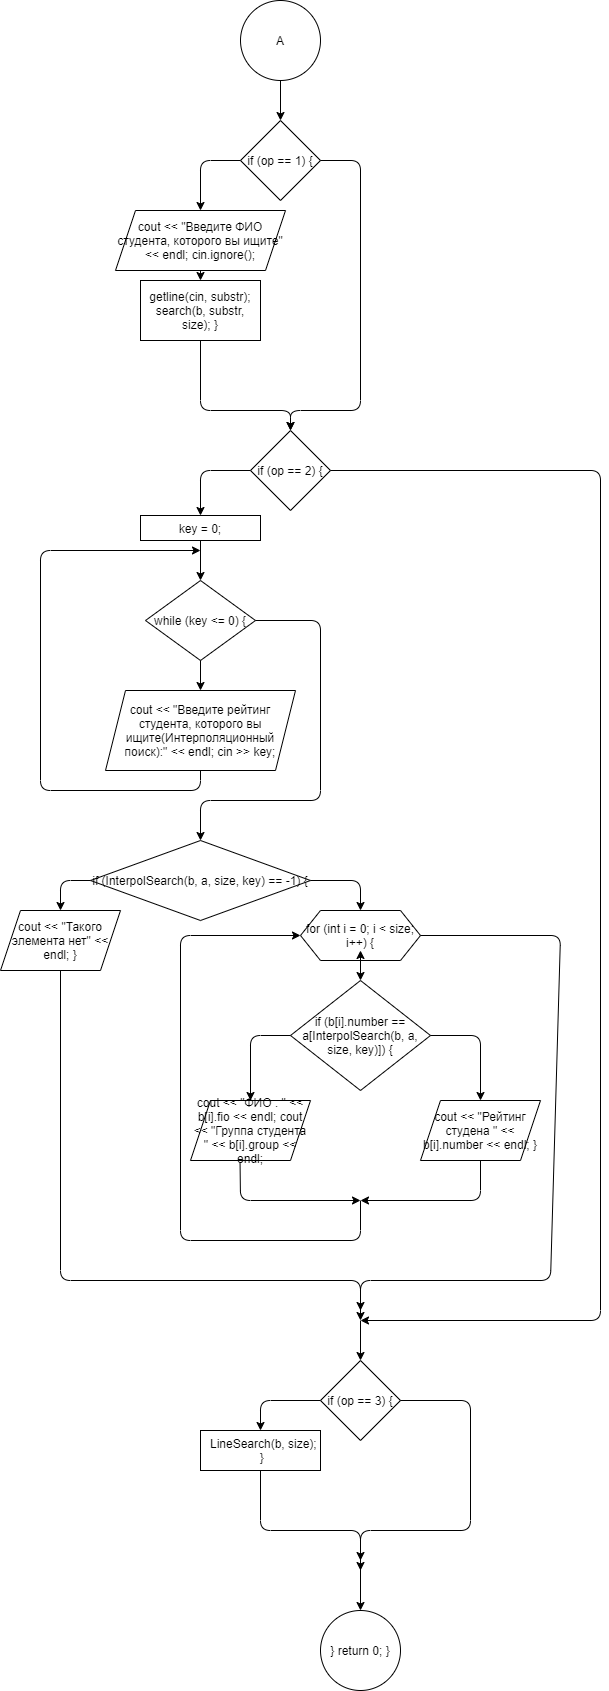 A
if (op == 1) {
cout << "Введите ФИО
студента, которого вы ищите"
<< endl; cin.ignore();
getline(cin, substr);
search(b, substr,
size); }
if (op == 2) {
key = 0;
while (key <= 0) {
cout << "Введите рейтинг
студента, которого вы
ищите(Интерполяционный
поиск):" << endl; cin >> key;
if (InterpolSearch(b, a, size, key) == -1) {
cout << "Такого
элемента нет" <<
endl; }
for (int i = 0; i < size;
i++) {
if (b[i].number ==
a[InterpolSearch(b, a,
size, key)]) {
cout << "ФИО : " <<
b[i].fio << endl; cout
<< "Группа студента
" << b[i].group <<
endl;
cout << "Рейтинг
студена " <<
b[i].number << endl; }
if (op == 3) {
LineSearch(b, size);
}
} return 0; }